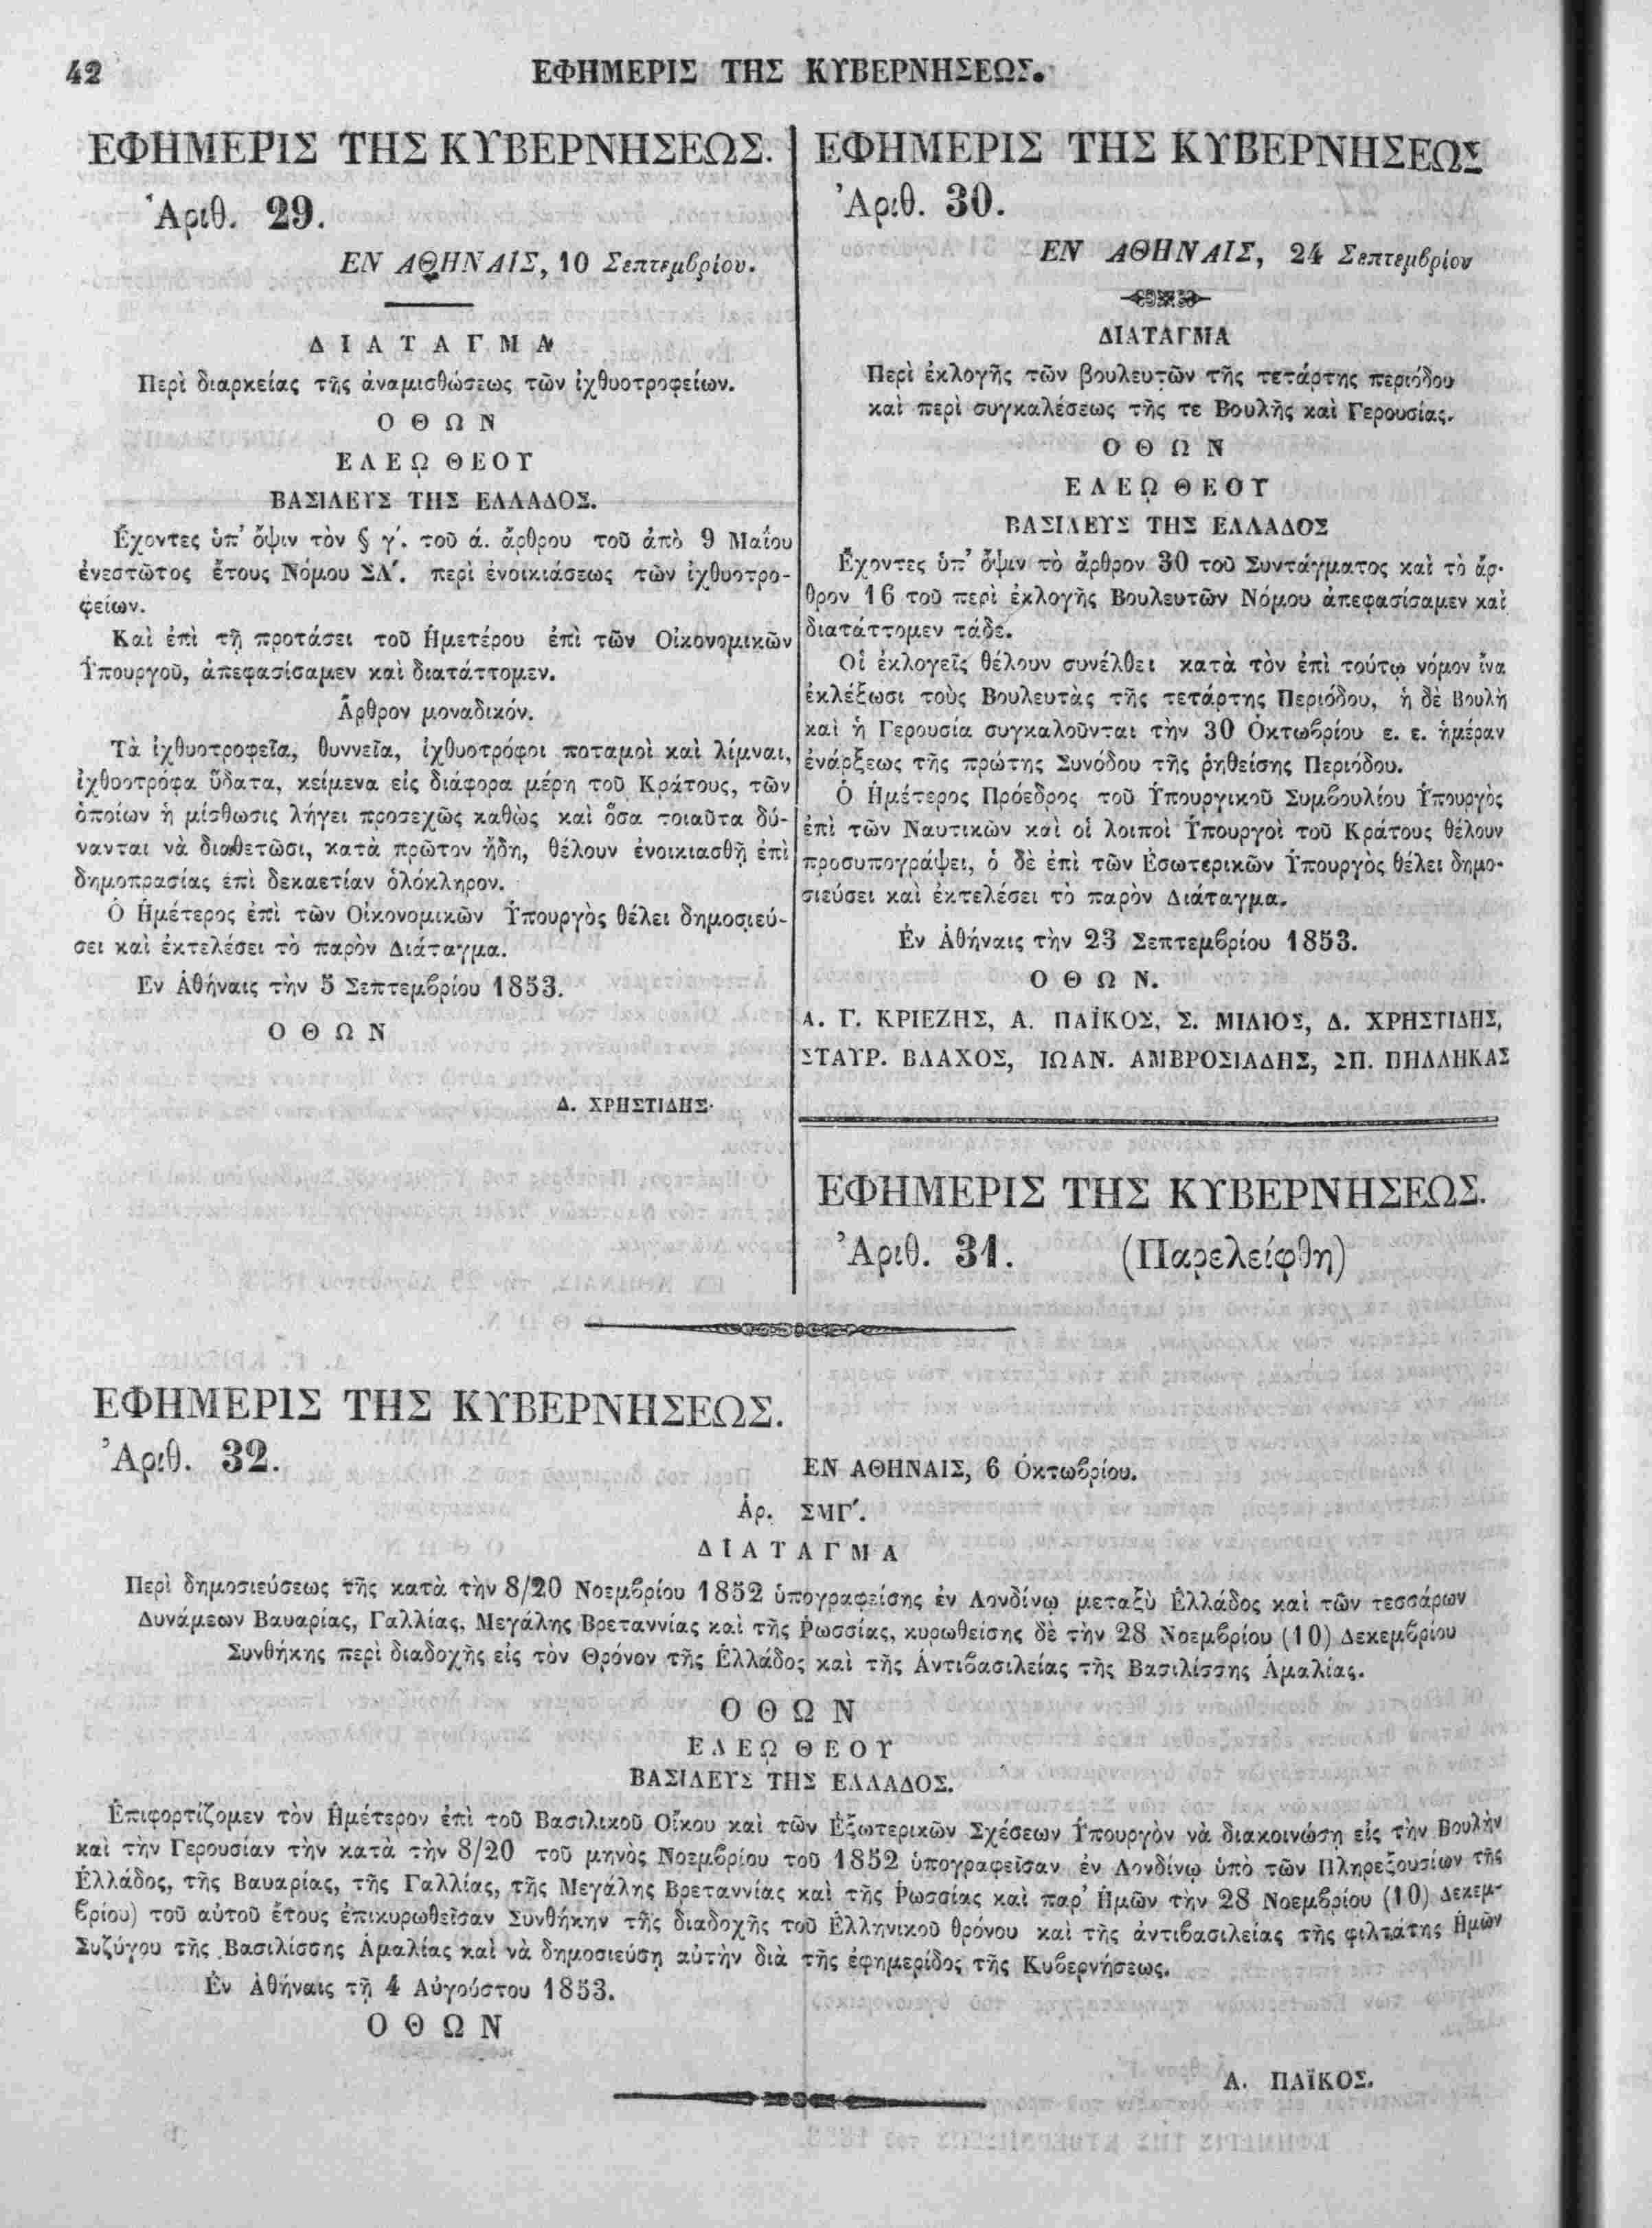 42
ΕΦΗΜΕΡΙΣ ΤΗΣ ΚΥΒΕΡΝΗΣΕΩΣ.
ΕΦΗΜΕΡΙΣ ΤΗΣ ΚΥΒΕΡΝΗΣΕΩΣ.
Ἀριθ. 29.
ΕΝ ΑΘΗΝΑΙΣ, 10 Σεπτεμβρίου.
ΔΙΑΤΑΓΜΑ
Περὶ διαρκείας τῆς ἀναμισθώσεως τῶν ἰχθυοτροφείων.
ΟΘΩΝ
ΕΛΕῼ ΘΕΟΥ
ΒΑΣΙΛΕΥΣ ΤΗΣ ΕΛΛΑΔΟΣ.
Ἔχοντες ὑπ' ὄψιν τὸν § γ'. τοῦ ά. ἄρθρου τοῦ ἀπὸ 9 Μαΐου
ἐνεστῶτος ἔτους Νόμου ΣΛ'. περὶ ἐνοικιάσεως τῶν ἰχθυοτρο-
φείων.
Καὶ ἐπὶ τῇ προτάσει τοῦ Ἡμετέρου ἐπὶ τῶν Οἰκονομικῶν
Ὑπουργοῦ, ἀπεφασίσαμεν καὶ διατάττομεν.
Ἄρθρον μοναδικόν.
Τὰ ἰχθυοτροφεῖα, θυννεῖα, ἰχθυοτρόφοι ποταμοὶ καὶ λίμναι,
ἰχθυοτρόφα ὕδατα, κείμενα εἰς διάφορα μέρη τοῦ Κράτους, τῶν
ὁποίων ἡ μίσθωσις λήγει προσεχῶς καθὼς καὶ ὅσα τοιαῦτα δύ-
νανται νὰ διαθετῶσι, κατὰ πρῶτον ἤδη, θέλουν ἐνοικιασθῇ ἐπὶ
δημοπρασίας ἐπὶ δεκαετίαν ὁλόκληρον.
Ὁ Ἡμέτερος ἐπὶ τῶν Οἰκονομικῶν Ὑπουργὸς θέλει δημοσιεύ-
σει καὶ ἐκτελέσει τὸ παρὸν Διάταγμα.
Ἐν Ἀθήναις τὴν 5 Σεπτεμβρίου 1853.
ΟΘΩΝ
Δ. ΧΡΗΣΤΙΔΗΣ·
ΕΦΗΜΕΡΙΣ ΤΗΣ ΚΥΒΕΡΝΗΣΕΩΣ
Ἀριθ. 30.
ΕΝ ΑΘΗΝΑΙΣ, 24 Σεπτεμβρίου
ΔΙΑΤΑΓΜΑ
Περὶ ἐκλογῆς τῶν βουλευτῶν τῆς τετάρτης περιόδου
καὶ περὶ συγκαλέσεως τῆς τε Βουλῆς καὶ Γερουσίας.
ΟΘΩΝ
ΕΛΕῼ ΘΕΟΥ
ΒΑΣΙΛΕΥΣ ΤΗΣ ΕΛΛΑΔΟΣ
Ἔχοντες ὑπ' ὄψιν τὸ ἄρθρον 30 τοῦ Συντάγματος καὶ τὸ ἄρ-
θρον 16 τοῦ περὶ ἐκλογῆς Βουλευτῶν Νόμου ἀπεφασίσαμεν καὶ
διατάττομεν τάδε.
Οἱ ἐκλογεῖς θέλουν συνέλθει κατὰ τὸν ἐπὶ τούτῳ νόμον ἵνα
ἐκλέξωσι τοὺς Βουλευτὰς τῆς τετάρτης Περιόδου, ἡ δὲ Βουλὴ
καὶ ἡ Γερουσία συγκαλοῦνται τὴν 30 Ὀκτωβρίου ε. ε. ἡμέραν
ἐνάρξεως τῆς πρώτης Συνόδου τῆς ῥηθείσης Περιόδου.
Ὁ Ἡμέτερος Πρόεδρος τοῦ Ὑπουργικοῦ Συμβουλίου Ὑπουργὸς
ἐπὶ τῶν Ναυτικῶν καὶ οἱ λοιποὶ Ὑπουργοὶ τοῦ Κράτους θέλουν
προσυπογράψει, ὁ δὲ ἐπὶ τῶν Ἐσωτερικῶν Ὑπουργὸς θέλει δημο-
σιεύσει καὶ ἐκτελέσει τὸ παρὸν Διάταγμα.
Ἐν Ἀθήναις τὴν 23 Σεπτεμβρίου 1853.
ΟΘΩΝ.
Α. Γ. ΚΡΙΕΖΗΣ, Α. ΠΑΪΚΟΣ, Σ. ΜΙΛΙΟΣ, Δ. ΧΡΗΣΤΙΔΗΣ,
ΣΤΑΥΡ. ΒΛΑΧΟΣ, ΙΩΑΝ. ΑΜΒΡΟΣΙΑΔΗΣ, ΣΠ. ΠΗΛΛΗΚΑΣ
ΕΦΗΜΕΡΙΣ ΤΗΣ ΚΥΒΕΡΝΗΣΕΩΣ.
Ἀριθ. 31. (Παρελείφθη)
ΕΦΗΜΕΡΙΣ ΤΗΣ ΚΥΒΕΡΝΗΣΕΩΣ.
Ἀριθ. 32.
ΕΝ ΑΘΗΝΑΙΣ, 6 Ὀκτωβρίου.
Ἀρ. ΣΜΓ'.
ΔΙΑΤΑΓΜΑ
Περὶ δημοσιεύσεως τῆς κατὰ τὴν 8/20 Νοεμβρίου 1852 ὑπογραφείσης ἐν Λονδίνῳ μεταξὺ Ἑλλάδος καὶ τῶν τεσσάρων
Δυνάμεων Βαυαρίας, Γαλλίας, Μεγάλης Βρεταννίας καὶ τῆς Ῥωσσίας, κυρωθείσης δὲ τὴν 28 Νοεμβρίου (10) Δεκεμβρίου
Συνθήκης περὶ διαδοχῆς εἰς τὸν Θρόνον τῆς Ἑλλάδος καὶ τῆς Ἀντιβασιλείας τῆς Βασιλίσσης Ἀμαλίας.
ΟΘΩΝ
ΕΛΕῼ ΘΕΟΥ
ΒΑΣΙΛΕΥΣ ΤΗΣ ΕΛΛΑΔΟΣ.
Ἐπιφορτίζομεν τὸν Ἡμέτερον ἐπὶ τοῦ Βασιλικοῦ Οἴκου καὶ τῶν Ἐξωτερικῶν Σχέσεων Ὑπουργὸν νὰ διακοινώσῃ εἰς τὴν Βουλὴν
καὶ τὴν Γερουσίαν τὴν κατὰ τὴν 8/20 τοῦ μηνὸς Νοεμβρίου τοῦ 1852 ὑπογραφεῖσαν ἐν Λονδίνῳ ὑπὸ τῶν Πληρεξουσίων τῆς
Ἑλλάδος, τῆς Βαυαρίας, τῆς Γαλλίας, τῆς Μεγάλης Βρεταννίας καὶ τῆς Ῥωσσίας καὶ παρ' Ἡμῶν τὴν 28 Νοεμβρίου (10) Δεκεμ-
βρίου) τοῦ αὐτοῦ ἔτους ἐπικυρωθεῖσαν Συνθήκην τῆς διαδοχῆς τοῦ Ἑλληνικοῦ θρόνου καὶ τῆς ἀντιβασιλείας τῆς φιλτάτης Ἡμῶν
Συζύγου τῆς Βασιλίσσης Ἀμαλίας καὶ νὰ δημοσιεύσῃ αὐτὴν διὰ τῆς ἐφημερίδος τῆς Κυβερνήσεως.
Ἐν Ἀθήναις τῇ 4 Αὐγούστου 1853.
ΟΘΩΝ
Α. ΠΑΪΚΟΣ.